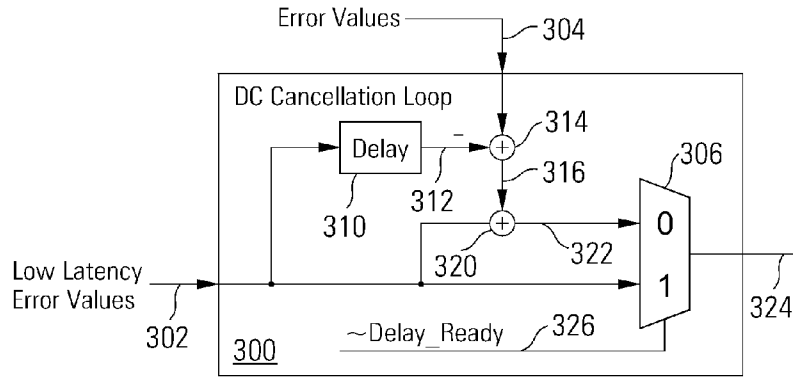 Error Values
304
DC Cancellation Loop
Delay
-
+
314
306
310
312
316
+
0
320
322
Low Latency
Error Values
1
302
324
~Delay_Ready
326
300